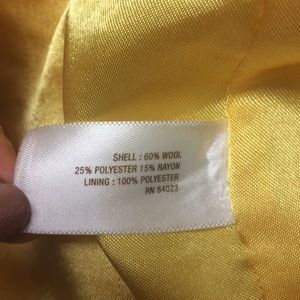 SHELL : 60% WOOL
25% POLYESTER 15% RAYON
LINING : 100% POLYESTER
RN 54023